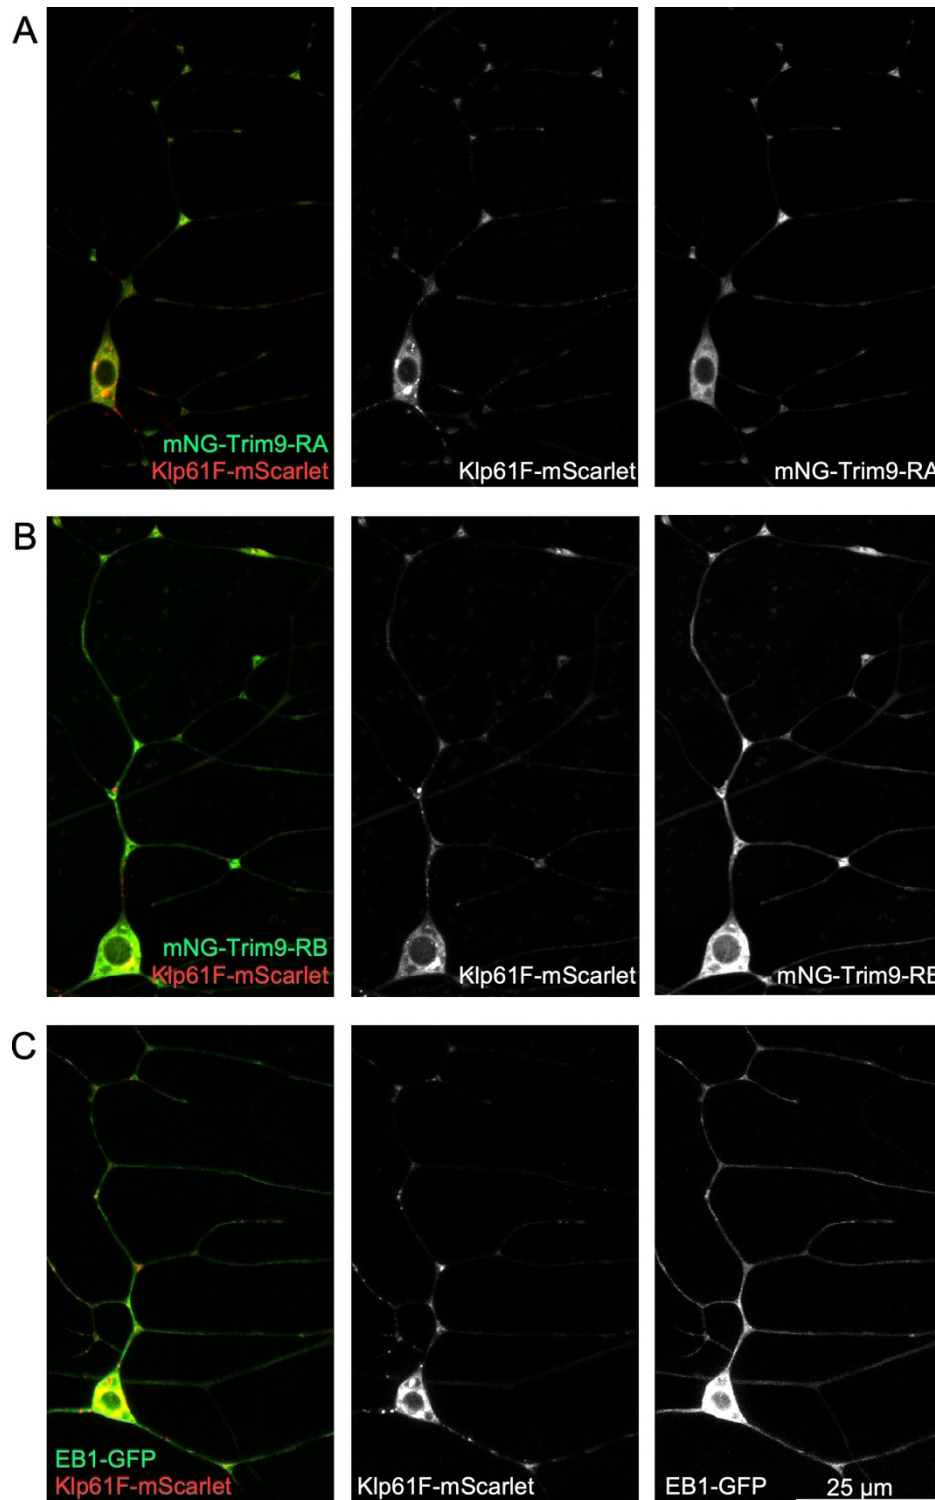 A
mNG-Trim9-RA
Klp61F-mScarlet
Klp61F-mScarlet
mNG-Trim9-RA
B
mNG-Trim9-RB
Klp61F-mScarlet
Klp61F-mScarlet
mNG-Trim9-RB
C
EB1-GFP
Klp61F-mScarlet
Klp61F-mScarlet
EB1-GFP 25 µm